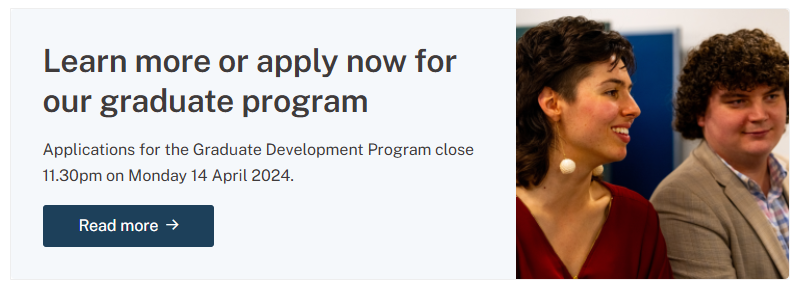 Learn more or apply now for
our graduate program
Applications for the Graduate Development Program close
11.30pm on Monday 14 April 2024.
Read more →